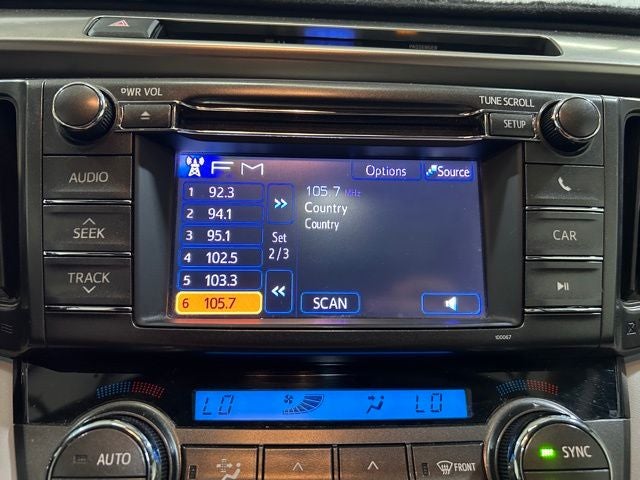 PASSENGER
PWR VOL
TUNE SCROLL
SETUP
AUDIO
SEEK
TRACK
CAR
FM
Options
Source
1 92.3
2 94.1
3 95.1
4 102.5
5 103.3
6 105.7
Set
2/3
105.7 MHz
Country
Country
SCAN
100067
LO
LO
AUTO
FRONT
SYNC